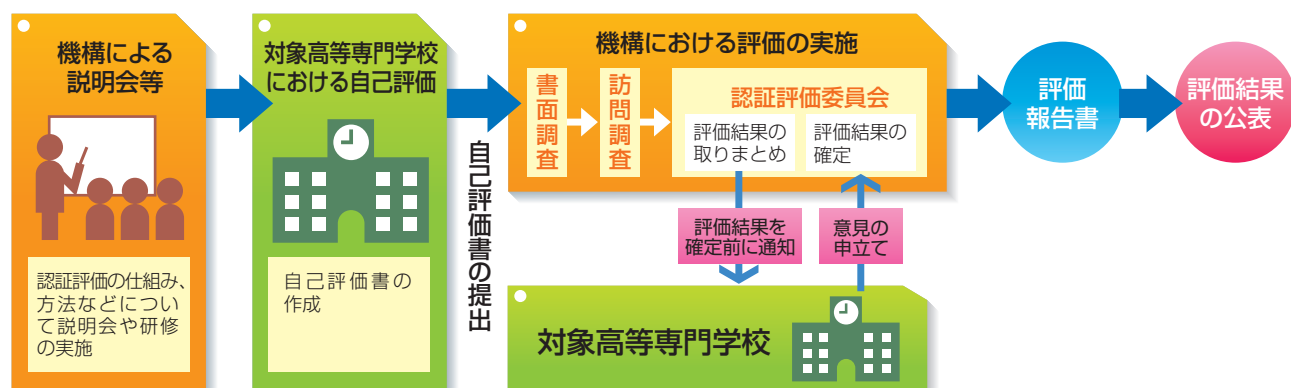 機構による
説明会等
認証評価の仕組み、
方法などについ
て説明会や研修
の実施
対象高等専門学校
における自己評価
自己評価書の
作成
自己評価書の提出
機構における評価の実施
書面調査
訪問調査
認証評価委員会
評価結果の
取りまとめ
評価結果の
確定
評価結果を
確定前に通知
意見の
申立て
対象高等専門学校
評価
報告書
評価結果
の公表